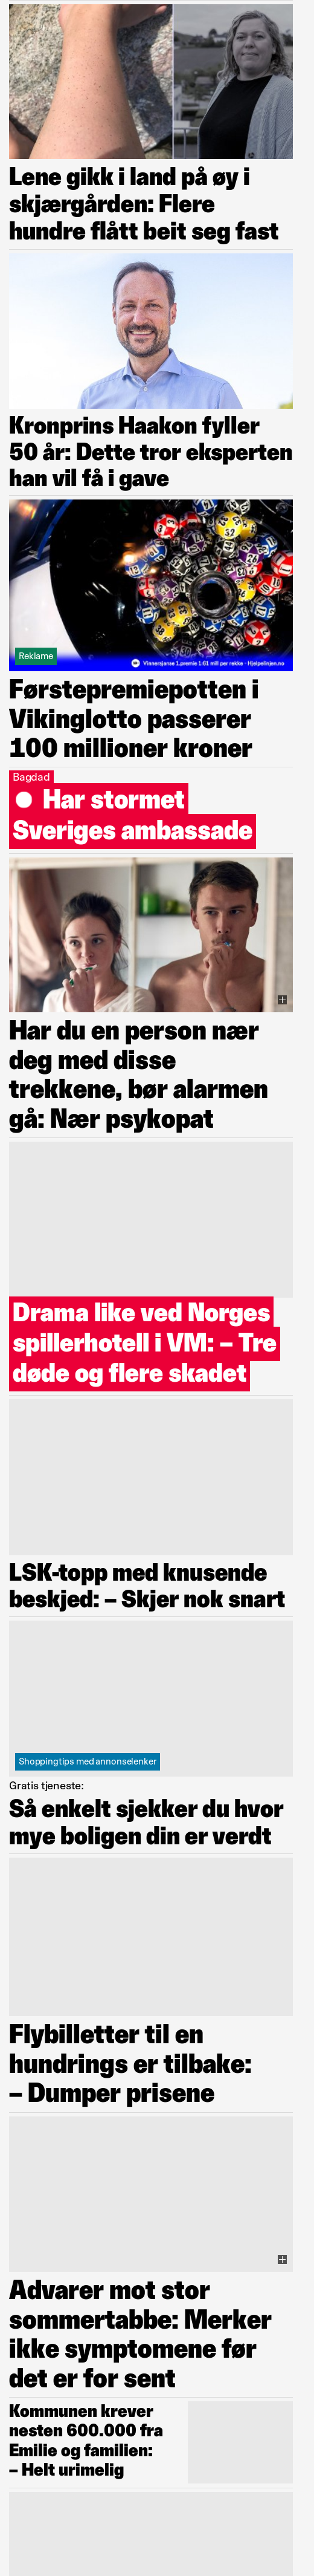 Lene gikk i land på øy i
skjærgården: Flere
hundre flått beit seg fast
Kronprins Haakon fyller
50 år: Dette tror eksperten
han vil få i gave
32
Reklame
Vinnersjanse 1.premie 1:61 mill per rekke - Hjelpelinjen.no
Førstepremiepotten i
Vikinglotto passerer
100 millioner kroner
Bagdad
Har stormet
Sveriges ambassade
Har du en person nær
deg med disse
trekkene, bør alarmen
gå: Nær psykopat
Drama like ved Norges
spillerhotell i VM: – Tre
døde og flere skadet
LSK-topp med knusende
beskjed: – Skjer nok snart
Shoppingtips med annonselenker
Gratis tjeneste:
Så enkelt sjekker du hvor
mye boligen din er verdt
Flybilletter til en
hundrings er tilbake:
– Dumper prisene
Advarer mot stor
sommertabbe: Merker
ikke symptomene før
det er for sent
Kommunen krever
nesten 600.000 fra
Emilie og familien:
– Helt urimelig